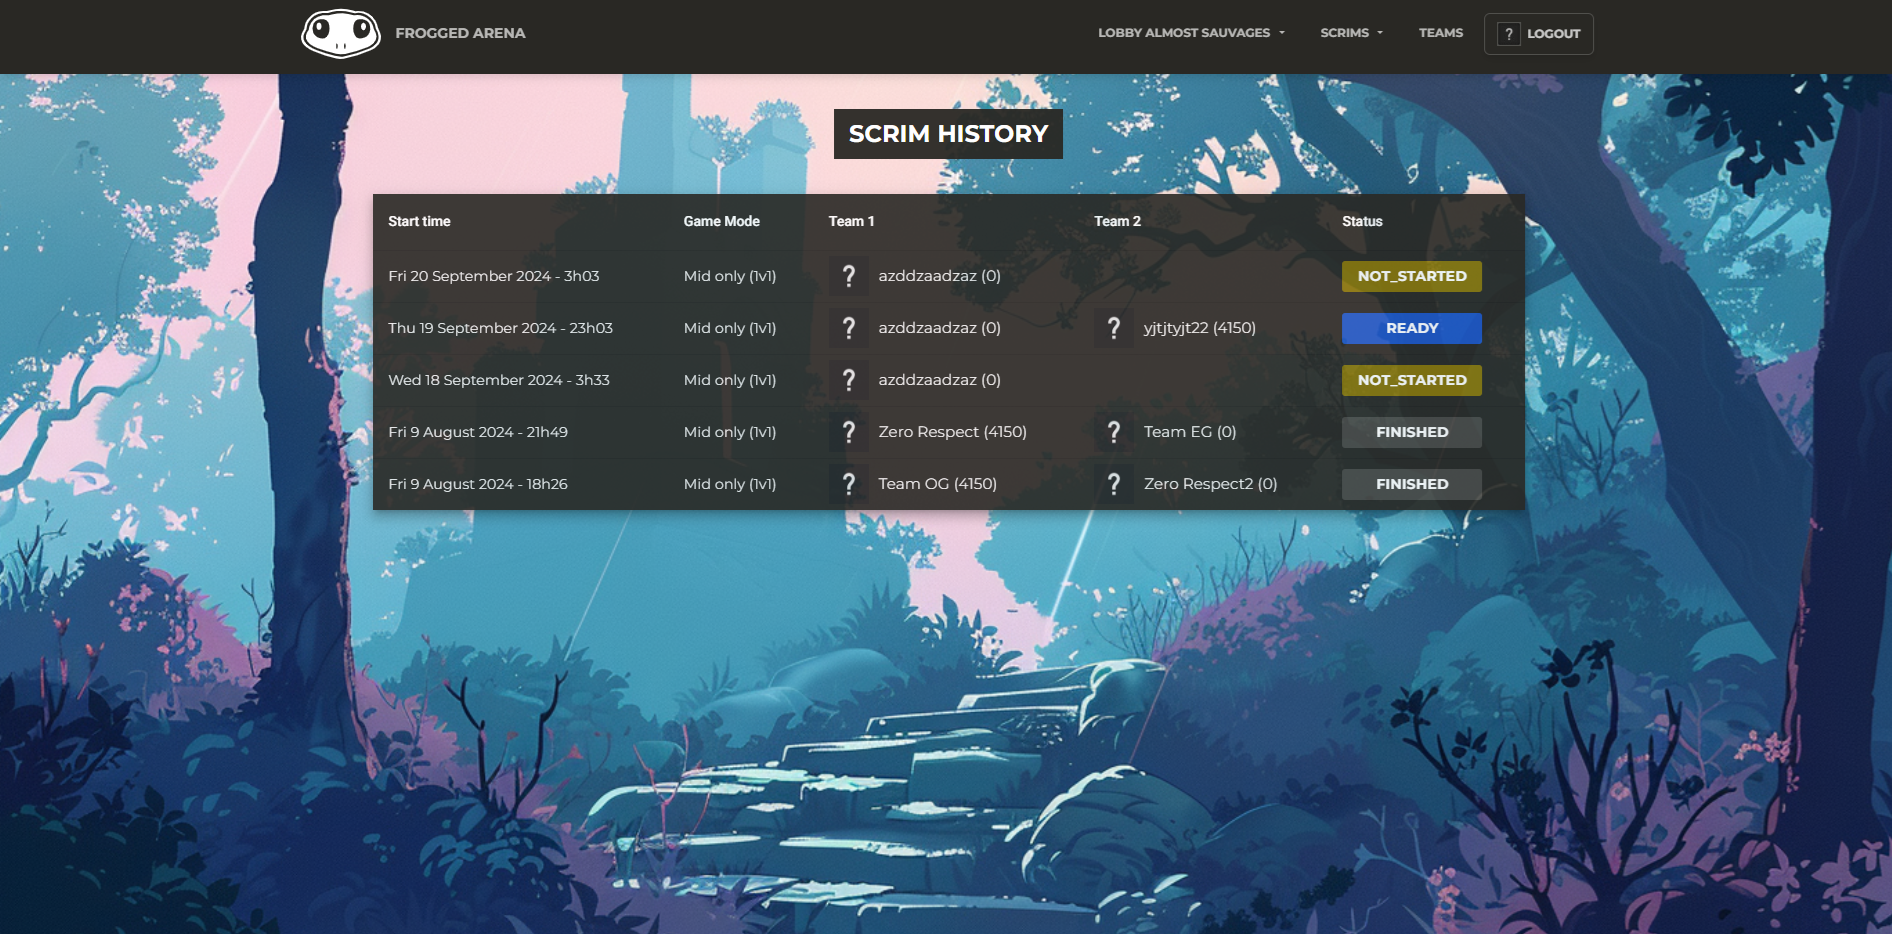 FROGGED ARENA
LOBBY ALMOST SAUVAGES SCRIMS TEAMS ? LOGOUT
SCRIM HISTORY
Start time Game Mode Team 1 Team 2 Status
Fri 20 September 2024 - 3h03 Mid only (1v1) ? azddzaadzaz (0) NOT_STARTED
Thu 19 September 2024 - 23h03 Mid only (1v1) ? azddzaadzaz (0) ? yjtjtyjt22 (4150) READY
Wed 18 September 2024 - 3h33 Mid only (1v1) ? azddzaadzaz (0) NOT_STARTED
Fri 9 August 2024 - 21h49 Mid only (1v1) ? Zero Respect (4150) ? Team EG (0) FINISHED
Fri 9 August 2024 - 18h26 Mid only (1v1) ? Team OG (4150) ? Zero Respect2 (0) FINISHED